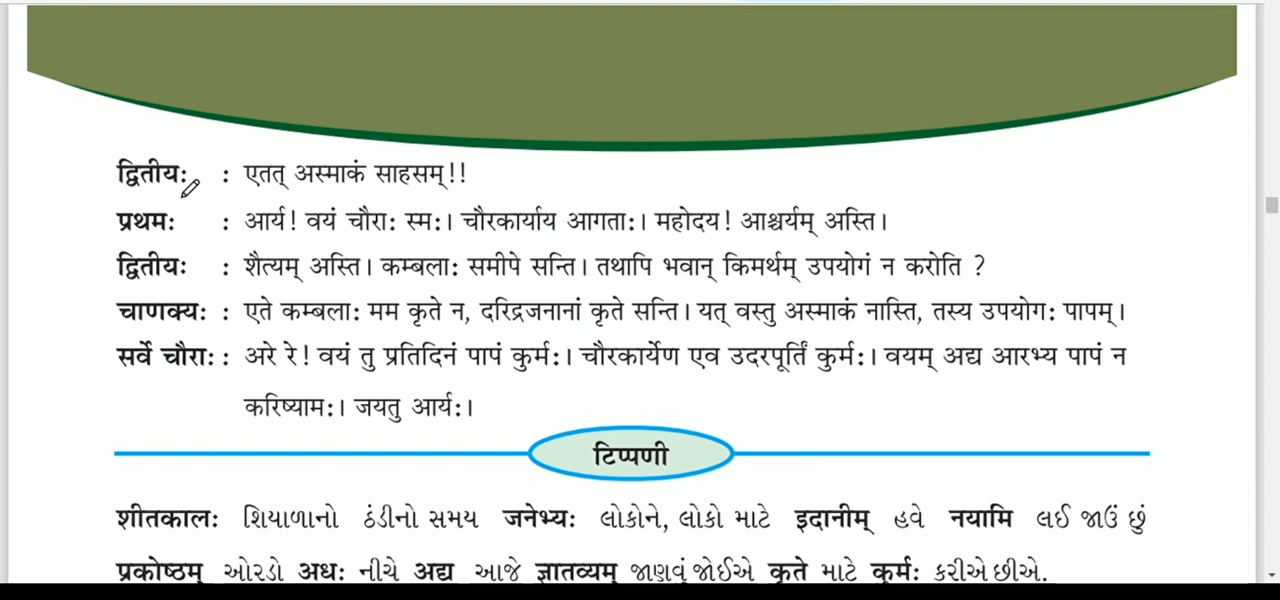 द्वितीयः : एतत् अस्माकं साहसम्!!
प्रथमः : आर्य! वयं चौराः स्मः। चौरकार्याय आगताः। महोदय! आश्चर्यम् अस्ति।
द्वितीयः : शैत्यम् अस्ति। कम्बलाः समीपे सन्ति। तथापि भवान् किमर्थम् उपयोगं न करोति ?
चाणक्यः : एते कम्बलाः मम कृते न, दरिद्रजनानां कृते सन्ति। यत् वस्तु अस्माकं नास्ति, तस्य उपयोगः पापम्।
सर्वे चौराः : अरे रे! वयं तु प्रतिदिनं पापं कुर्मः। चौरकार्येण एव उदरपूर्तिं कुर्मः। वयम् अद्य आरभ्य पापं न
करिष्यामः। जयतु आर्यः।
टिप्पणी
शीतकालः શિયાળાનો ઠંડીનો સમય जनेभ्यः લોકોને, લોકો માટે इदानीम् હવે नयामि લઈ જાઉં છું
प्रकोष्ठम् ઓરડો अधः નીચે अद्य આજે ज्ञातव्यम् જાણવું જોઈએ कृते માટે कुर्मः કરીએ છીએ.